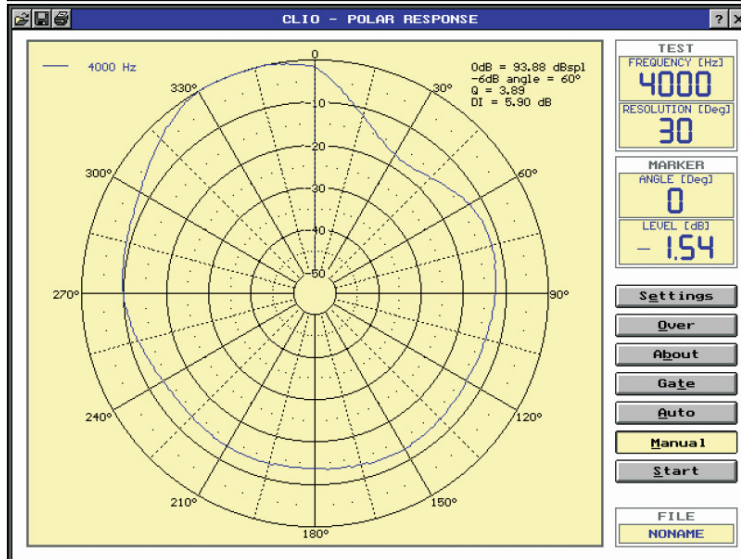 CLIO - POLAR RESPONSE
? X
4000 Hz
0dB = 93.88 dBspl
-6dB angle = 60°
Q = 3.89
DI = 5.90 dB
0
30°
60°
90°
120°
150°
180°
210°
240°
270°
300°
330°
-10
-20
-30
-40
-50
TEST
FREQUENCY [Hz]
4000
RESOLUTION [Deg]
30
MARKER
ANGLE [Deg]
0
LEVEL [dB]
- 1.54
Settings
Over
About
Gate
Auto
Manual
Start
FILE
NONAME